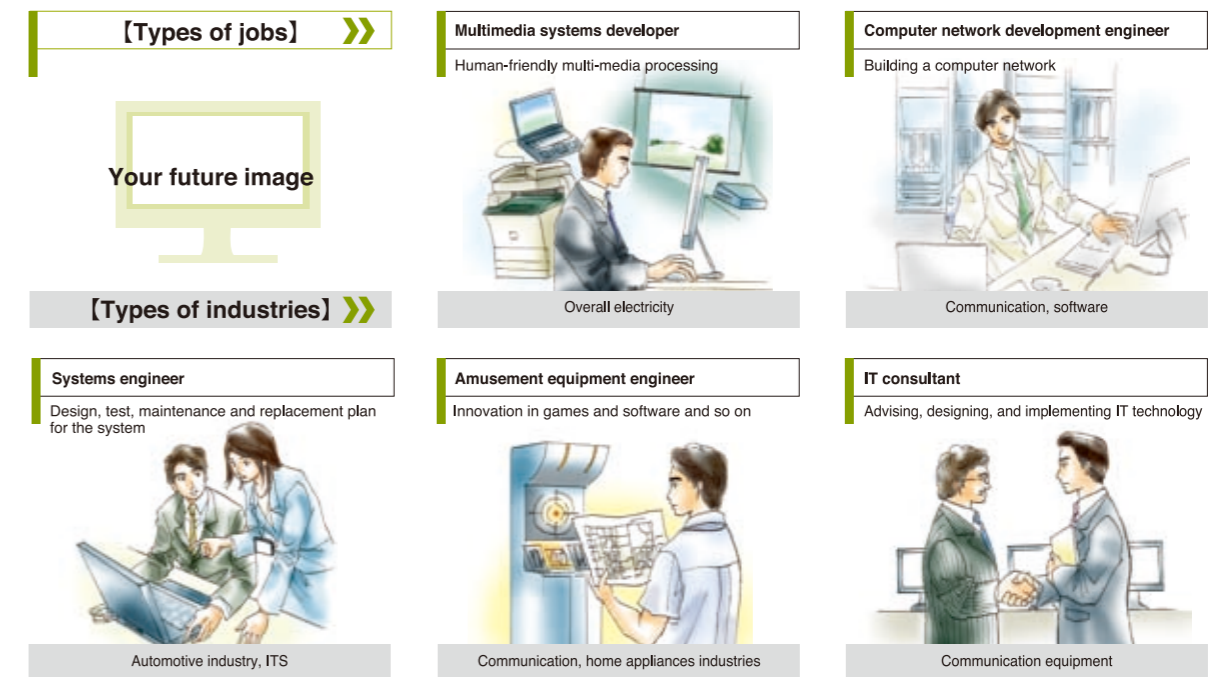 【Types of jobs】
Your future image
【Types of industries】
Multimedia systems developer
Human-friendly multi-media processing
Overall electricity
Computer network development engineer
Building a computer network
Communication, software
Systems engineer
Design, test, maintenance and replacement plan
for the system
Automotive industry, ITS
Amusement equipment engineer
Innovation in games and software and so on
Communication, home appliances industries
IT consultant
Advising, designing, and implementing IT technology
Communication equipment